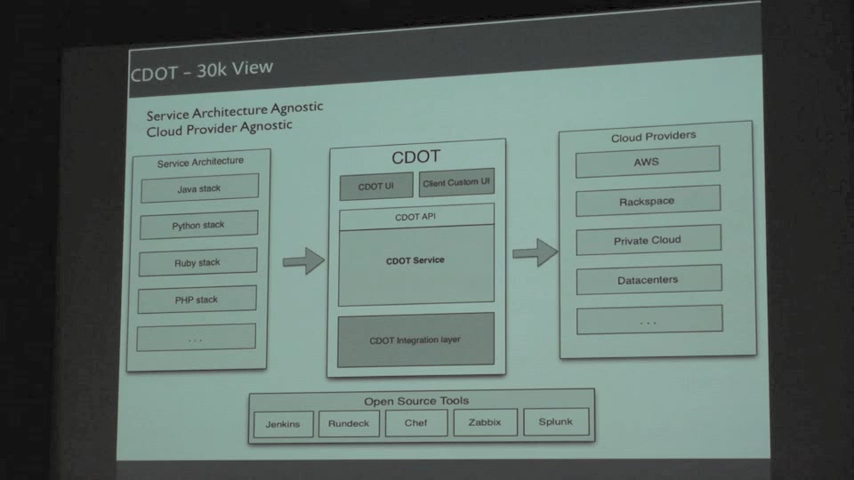 CDOT – 30k View
Service Architecture Agnostic
Cloud Provider Agnostic
Service Architecture
Java stack
Python stack
Ruby stack
PHP stack
. . .
CDOT
CDOT UI
Client Custom UI
CDOT API
CDOT Service
CDOT Integration layer
Cloud Providers
AWS
Rackspace
Private Cloud
Datacenters
. . .
Open Source Tools
Jenkins
Rundeck
Chef
Zabbix
Splunk